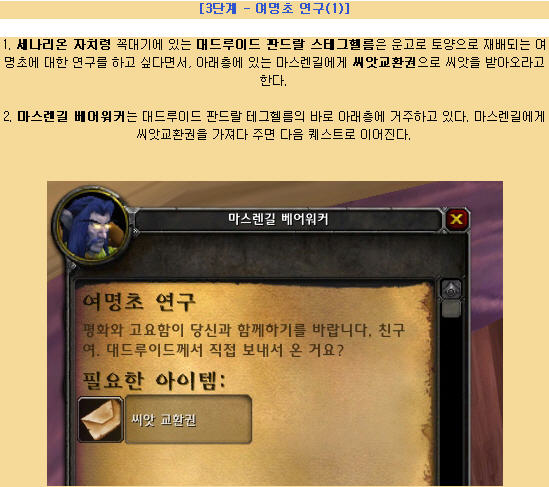 [3단계 - 여명초 연구(1)]
1. 세나리온 자치령 꼭대기에 있는 대드루이드 판드랄 스테그헬름은 운고로 토양으로 재배되는 여
명초에 대한 연구를 하고 싶다면서, 아래층에 있는 마스렌길에게 씨앗교환권으로 씨앗을 받아오라고
한다.
2. 마스렌길 베어워커는 대드루이드 판드랄 테그헬름의 바로 아래층에 거주하고 있다. 마스렌길에게
씨앗교환권을 가져다 주면 다음 퀘스트로 이어진다.
마스렌길 베어워커
여명초 연구
평화와 고요함이 당신과 함께하기를 바랍니다, 친구
여. 대드루이드께서 직접 보내서 온 거요?
필요한 아이템:
씨앗 교환권